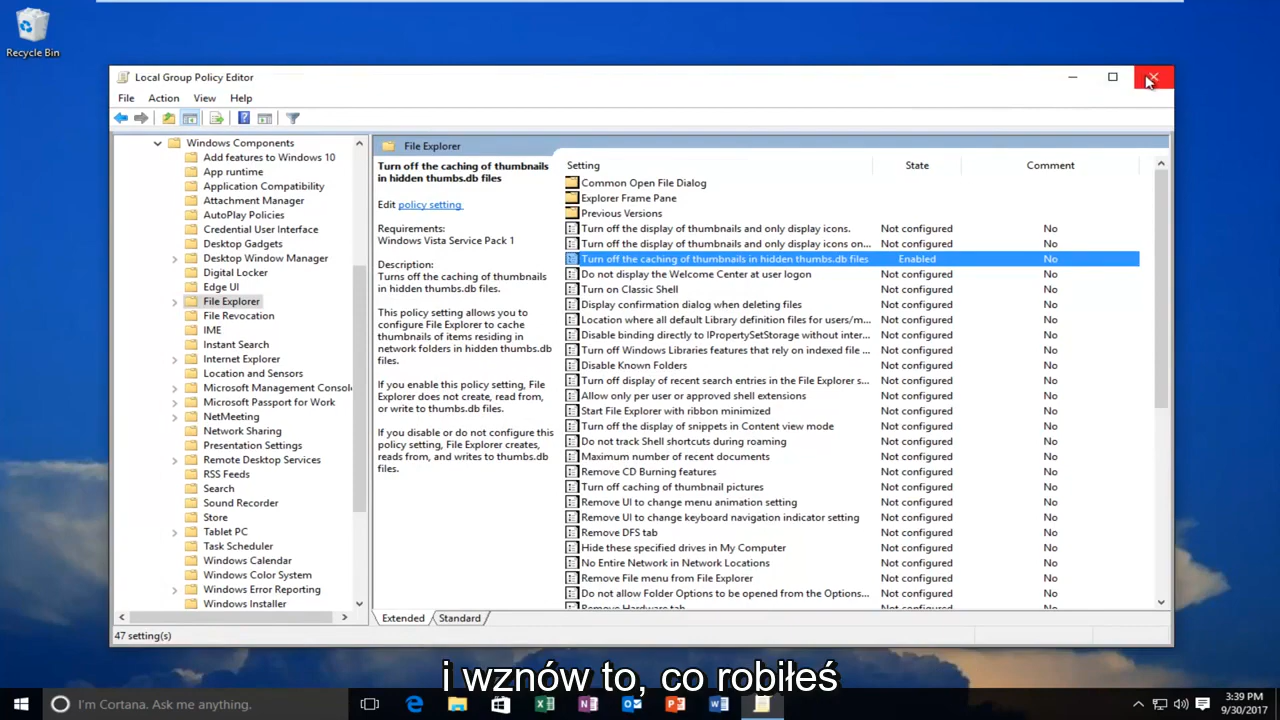 Recycle Bin
Local Group Policy Editor
File Action View Help
Windows Components
Add features to Windows 10
App runtime
Application Compatibility
Attachment Manager
AutoPlay Policies
Credential User Interface
Desktop Gadgets
Desktop Window Manager
Digital Locker
Edge UI
File Explorer
File Revocation
IME
Instant Search
Internet Explorer
Location and Sensors
Microsoft Management Consol
Microsoft Passport for Work
NetMeeting
Network Sharing
Presentation Settings
Remote Desktop Services
RSS Feeds
Search
Sound Recorder
Store
Tablet PC
Task Scheduler
Windows Calendar
Windows Color System
Windows Error Reporting
Windows Installer
File Explorer
Turn off the caching of thumbnails
in hidden thumbs.db files
Edit policy setting
Requirements:
Windows Vista Service Pack 1
Description:
Turns off the caching of thumbnails
in hidden thumbs.db files.
This policy setting allows you to
configure File Explorer to cache
thumbnails of items residing in
network folders in hidden thumbs.db
files.
If you enable this policy setting, File
Explorer does not create, read from,
or write to thumbs.db files.
If you disable or do not configure this
policy setting, File Explorer creates,
reads from, and writes to thumbs.db
files.
Setting State Comment
Common Open File Dialog
Explorer Frame Pane
Previous Versions
Turn off the display of thumbnails and only display icons. Not configured No
Turn off the display of thumbnails and only display icons on... Not configured No
Turn off the caching of thumbnails in hidden thumbs.db files Enabled No
Do not display the Welcome Center at user logon Not configured No
Turn on Classic Shell Not configured No
Display confirmation dialog when deleting files Not configured No
Location where all default Library definition files for users/m... Not configured No
Disable binding directly to IPropertySetStorage without inter... Not configured No
Turn off Windows Libraries features that rely on indexed file ... Not configured No
Disable Known Folders Not configured No
Turn off display of recent search entries in the File Explorer s... Not configured No
Allow only per user or approved shell extensions Not configured No
Start File Explorer with ribbon minimized Not configured No
Turn off the display of snippets in Content view mode Not configured No
Do not track Shell shortcuts during roaming Not configured No
Maximum number of recent documents Not configured No
Remove CD Burning features Not configured No
Turn off caching of thumbnail pictures Not configured No
Remove UI to change menu animation setting Not configured No
Remove UI to change keyboard navigation indicator setting Not configured No
Remove DFS tab Not configured No
Hide these specified drives in My Computer Not configured No
No Entire Network in Network Locations Not configured No
Remove File menu from File Explorer Not configured No
Do not allow Folder Options to be opened from the Options... Not configured No
Remove Hardware tab Not configured No
Extended Standard
47 setting(s)
i wznów to, co robiłeś
I'm Cortana. Ask me anything.
3:39 PM
9/30/2017